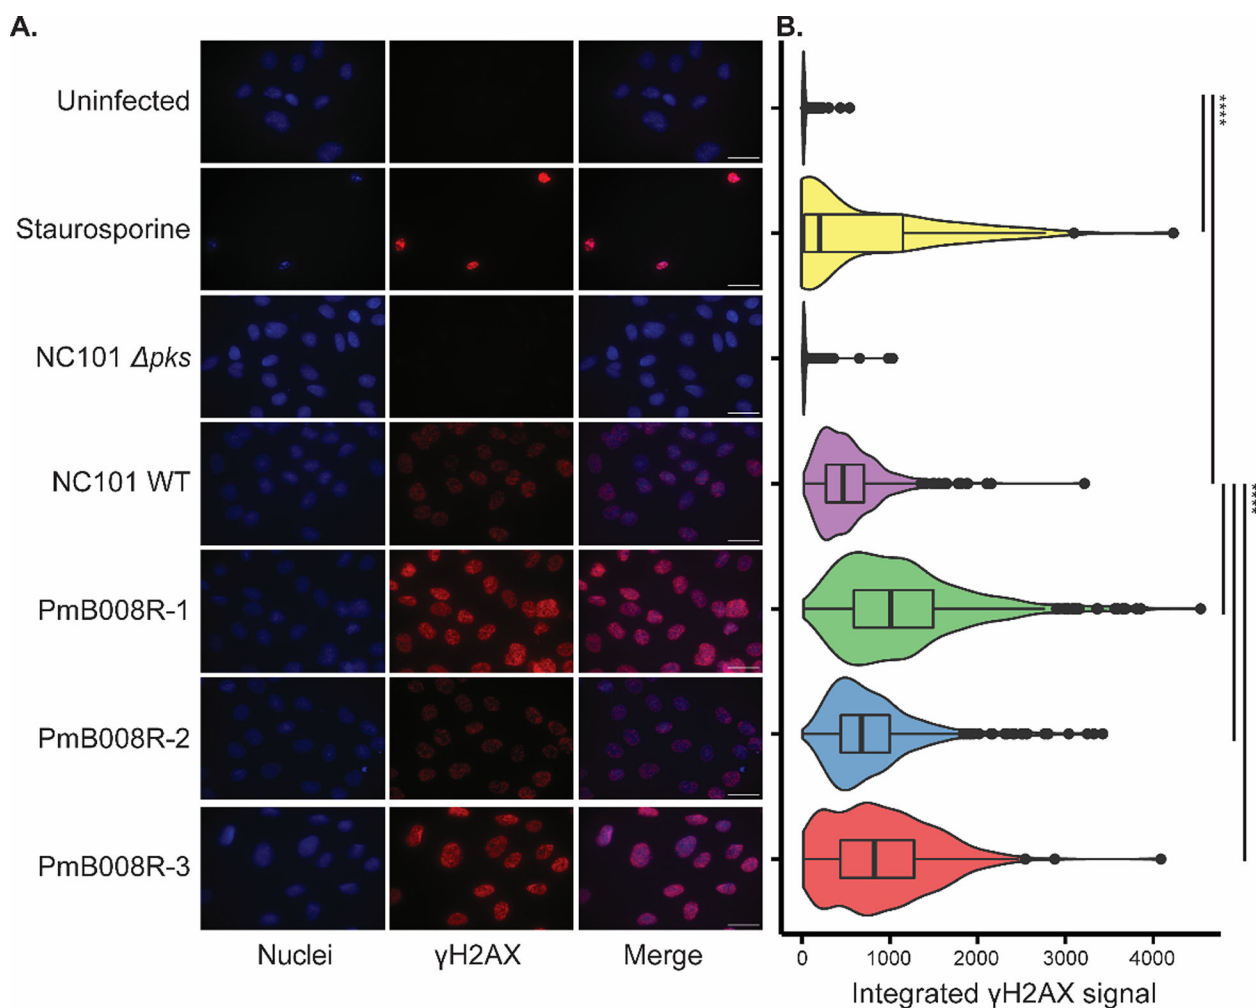 A.
B.
Uninfected
Staurosporine
NC101 Δpks
NC101 WT
PmB008R-1
PmB008R-2
PmB008R-3
Nuclei
γH2AX
Merge
****
****
0
1000
2000
3000
4000
Integrated γH2AX signal